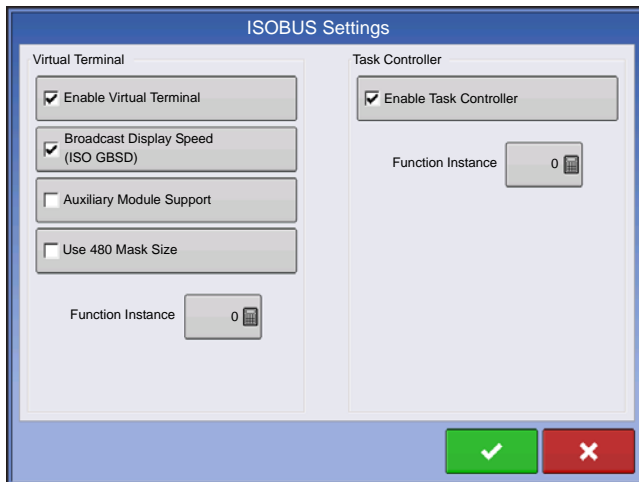 ISOBUS Settings
Virtual Terminal
Enable Virtual Terminal
Broadcast Display Speed
(ISO GBSD)
Auxiliary Module Support
Use 480 Mask Size
Function Instance 0
Task Controller
Enable Task Controller
Function Instance 0